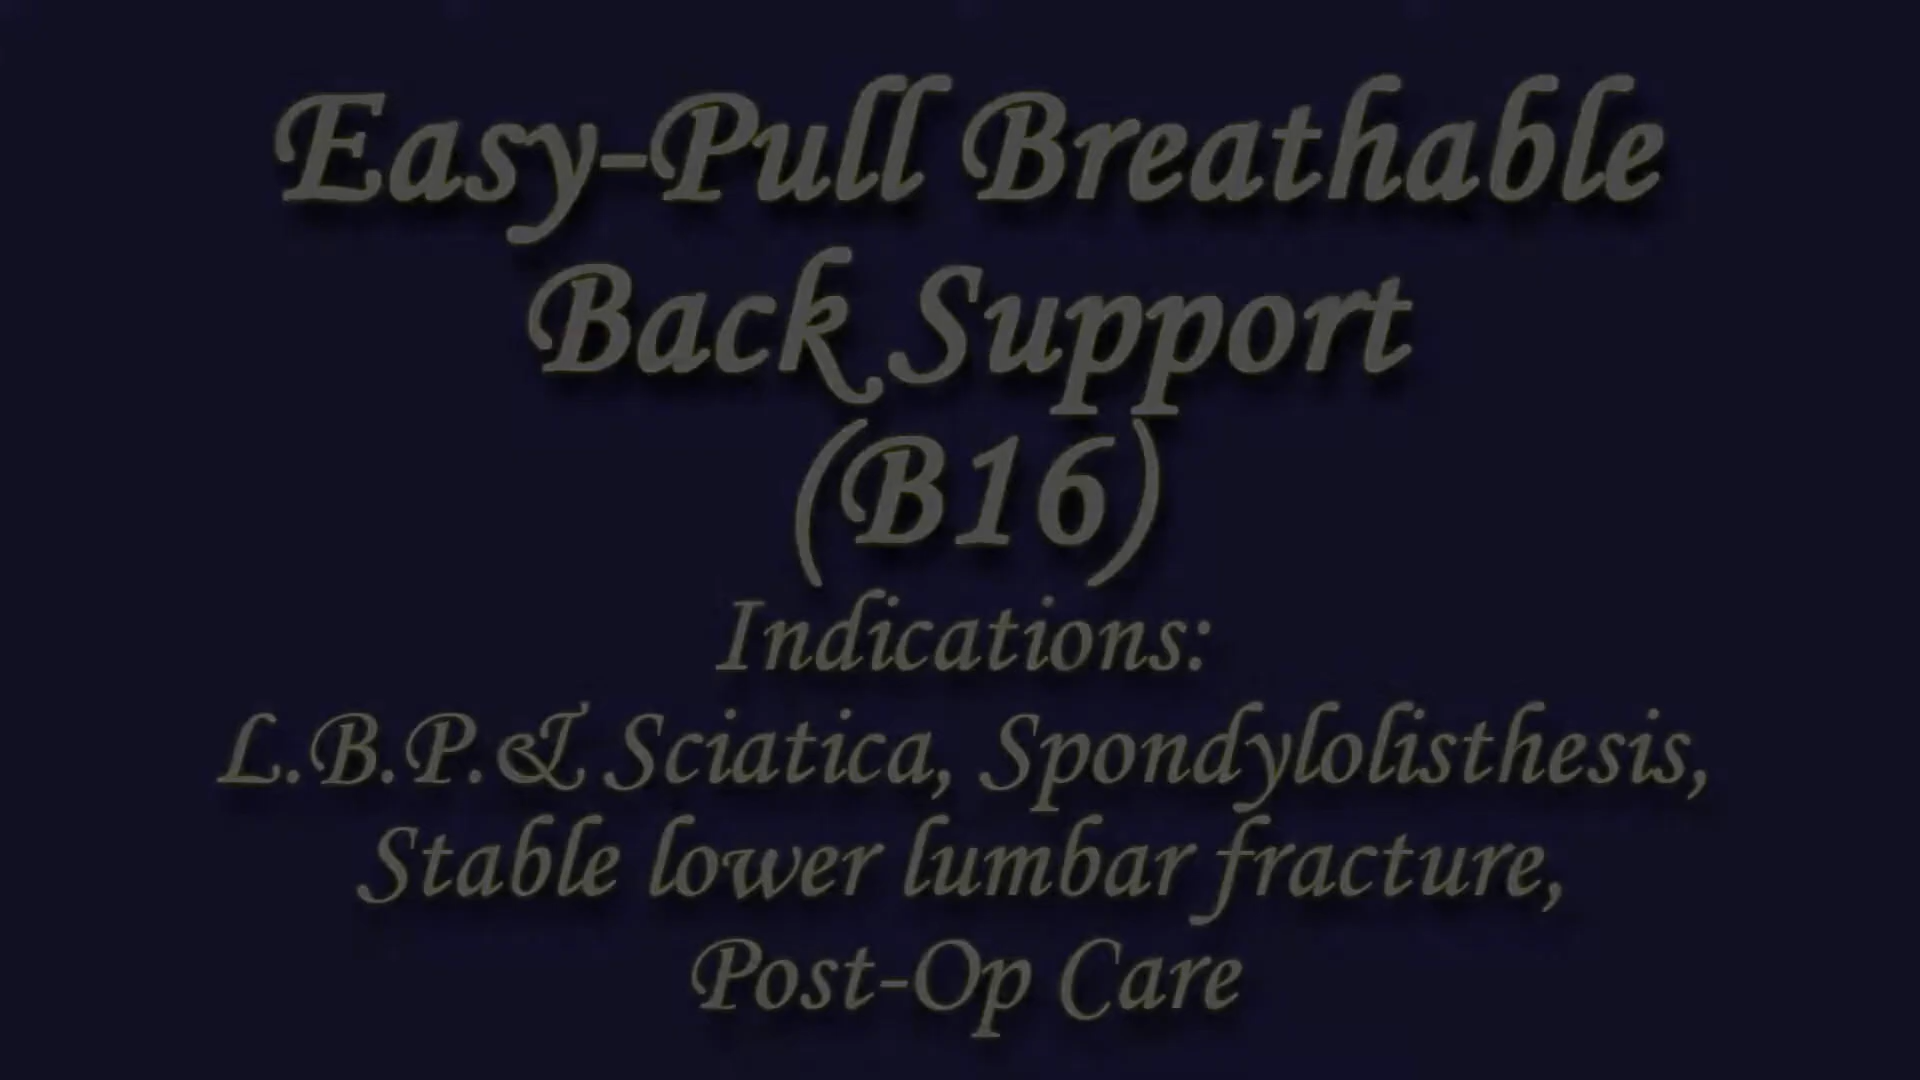 Easy-Pull Breathable
Back Support
(B16)
Indications:
L.B.P.& Sciatica, Spondylolisthesis,
Stable lower lumbar fracture,
Post-Op Care